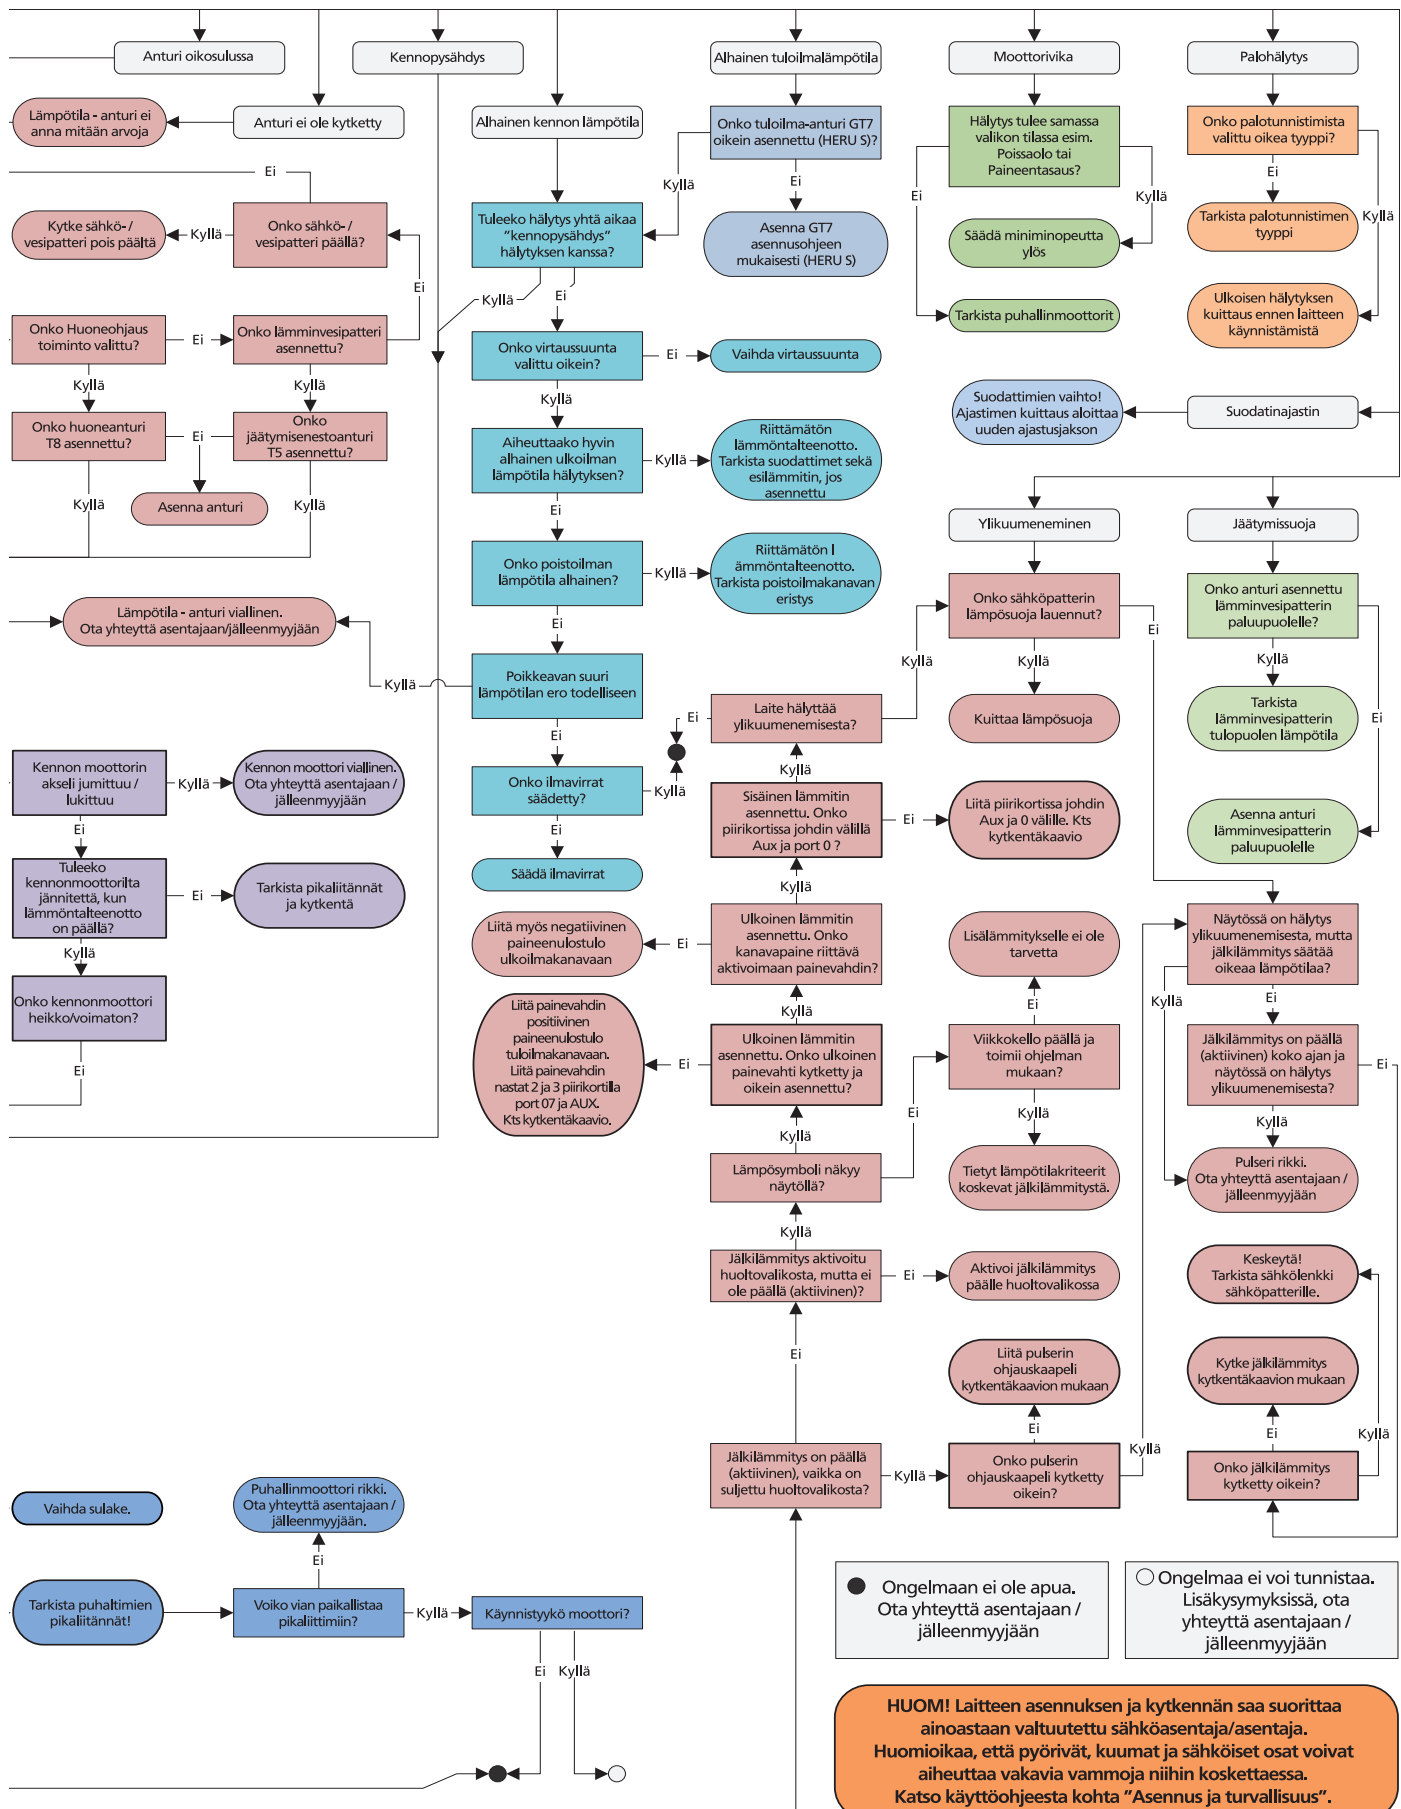 Anturi oikosulussa
Kennopysähdys
Alhainen tuloilmalämpötila
Moottorivika
Palohälytys
Lämpötila - anturi ei
anna mitään arvoja
Anturi ei ole kytketty
Alhainen kennon lämpötila
Onko tuloilma-anturi GT7
oikein asennettu (HERU S)?
Hälytys tulee samassa
valikon tilassa esim.
Poissaolo tai
Paineentasaus?
Onko palotunnistimista
valittu oikea tyyppi?
Ei
Kyllä
Ei
Ei
Kyllä
Ei
Kyllä
Kytke sähkö-/
vesipatteri pois päältä
Kyllä
Onko sähkö-/
vesipatteri päällä?
Tuleeko hälytys yhtä aikaa
"kennopysähdys"
hälytyksen kanssa?
Asenna GT7
asennusohjeen
mukaisesti (HERU S)
Säädä miniminopeutta
ylös
Tarkista palotunnistimen
tyyppi
Ei
Kyllä
Ei
Tarkista puhallinmoottorit
Ulkoisen hälytyksen
kuittaus ennen laitteen
käynnistämistä
Onko Huoneohjaus
toiminto valittu?
Ei
Onko lämminvesipatteri
asennettu?
Onko virtaussuunta
valittu oikein?
Ei
Vaihda virtaussuunta
Kyllä
Kyllä
Kyllä
Suodattimien vaihto!
Ajastimen kuittaus aloittaa
uuden ajastusjakson
Suodatinajastin
Onko huoneanturi
T8 asennettu?
Ei
Onko
jäätymisenestoanturi
T5 asennettu?
Aiheuttaako hyvin
alhainen ulkoilman
lämpötila hälytyksen?
Kyllä
Riittämätön
lämmöntalteenotto.
Tarkista suodattimet sekä
esilämmitin, jos
asennettu
Kyllä
Asenna anturi
Kyllä
Ei
Ylikuumeneminen
Jäätymissuoja
Onko poistoilman
lämpötila alhainen?
Kyllä
Riittämätön l
ämmöntalteenotto.
Tarkista poistoilmakanavan
eristys
Onko sähköpatterin
lämpösuoja lauennut?
Onko anturi asennettu
lämminvesipatterin
paluupuolelle?
Lämpötila - anturi viallinen.
Ota yhteyttä asentajaan/jälleenmyyjään
Ei
Kyllä
Kyllä
Ei
Kyllä
Kyllä
Poikkeavan suuri
lämpötilan ero todelliseen
Ei
Laite hälyttää
ylikuumenemisesta?
Kuittaa lämpösuoja
Tarkista
lämminvesipatterin
tulopuolen lämpötila
Ei
Ei
Kennon moottorin
akseli jumittuu /
lukittuu
Kyllä
Kennon moottori viallinen.
Ota yhteyttä asentajaan /
jälleenmyyjään
Onko ilmavirrat
säädetty?
Kyllä
Kyllä
Sisäinen lämmitin
asennettu. Onko
piirikortissa johdin välillä
Aux ja port 0 ?
Ei
Liitä piirikortissa johdin
Aux ja 0 välille. Kts
kytkentäkaavio
Asenna anturi
lämminvesipatterin
paluupuolelle
Ei
Ei
Tuleeko
kennonmoottorilta
jännitettä, kun
lämmöntalteenotto
on päällä?
Ei
Tarkista pikaliitännät
ja kytkentä
Säädä ilmavirrat
Kyllä
Kyllä
Liitä myös negatiivinen
paineenulostulo
ulkoilmakanavaan
Ei
Ulkoinen lämmitin
asennettu. Onko
kanavapaine riittävä
aktivoimaan painevahdin?
Lisälämmitykselle ei ole
tarvetta
Näytössä on hälytys
ylikuumenemisesta, mutta
jälkilämmitys säätää
oikeaa lämpötilaa?
Onko kennonmoottori
heikko/voimaton?
Kyllä
Ei
Kyllä
Ei
Ei
Liitä painevahdin
positiivinen
paineenulostulo
tuloilmakanavaan.
Liitä painevahdin
nastat 2 ja 3 piirikortilla
port 07 ja AUX.
Kts kytkentäkaavio.
Ei
Ulkoinen lämmitin
asennettu. Onko ulkoinen
painevahti kytketty ja
oikein asennettu?
Viikkokello päällä ja
toimii ohjelman
mukaan?
Jälkilämmitys on päällä
(aktiivinen) koko ajan ja
näytössä on hälytys
ylikuumenemisesta?
Ei
Ei
Kyllä
Kyllä
Kyllä
Lämpösymboli näkyy
näytöllä?
Tietyt lämpötilakriteerit
koskevat jälkilämmitystä.
Pulseri rikki.
Ota yhteyttä asentajaan /
jälleenmyyjään
Kyllä
Jälkilämmitys aktivoitu
huoltovalikosta, mutta ei
ole päällä (aktiivinen)?
Ei
Aktivoi jälkilämmitys
päälle huoltovalikossa
Keskeytä!
Tarkista sähkölenkki
sähköpatterille.
Ei
Liitä pulserin
ohjauskaapeli
kytkentäkaavion mukaan
Kytke jälkilämmitys
kytkentäkaavion mukaan
Ei
Kyllä
Ei
Kyllä
Jälkilämmitys on päällä
(aktiivinen), vaikka on
suljettu huoltovalikosta?
Kyllä
Onko pulserin
ohjauskaapeli kytketty
oikein?
Onko jälkilämmitys
kytketty oikein?
Vaihda sulake.
Puhallinmoottori rikki.
Ota yhteyttä asentajaan /
jälleenmyyjään.
Ei
Tarkista puhaltimien
pikaliitännät!
Voiko vian paikallistaa
pikaliittimiin?
Kyllä
Käynnistyykö moottori?
Ei
Kyllä
Ongelmaan ei ole apua.
Ota yhteyttä asentajaan /
jälleenmyyjään
Ongelmaa ei voi tunnistaa.
Lisäkysymyksissä, ota
yhteyttä asentajaan /
jälleenmyyjään
HUOM! Laitteen asennuksen ja kytkennän saa suorittaa
ainoastaan valtuutettu sähköasentaja/asentaja.
Huomioikaa, että pyörivät, kuumat ja sähköiset osat voivat
aiheuttaa vakavia vammoja niihin koskettaessa.
Katso käyttöohjeesta kohta "Asennus ja turvallisuus".